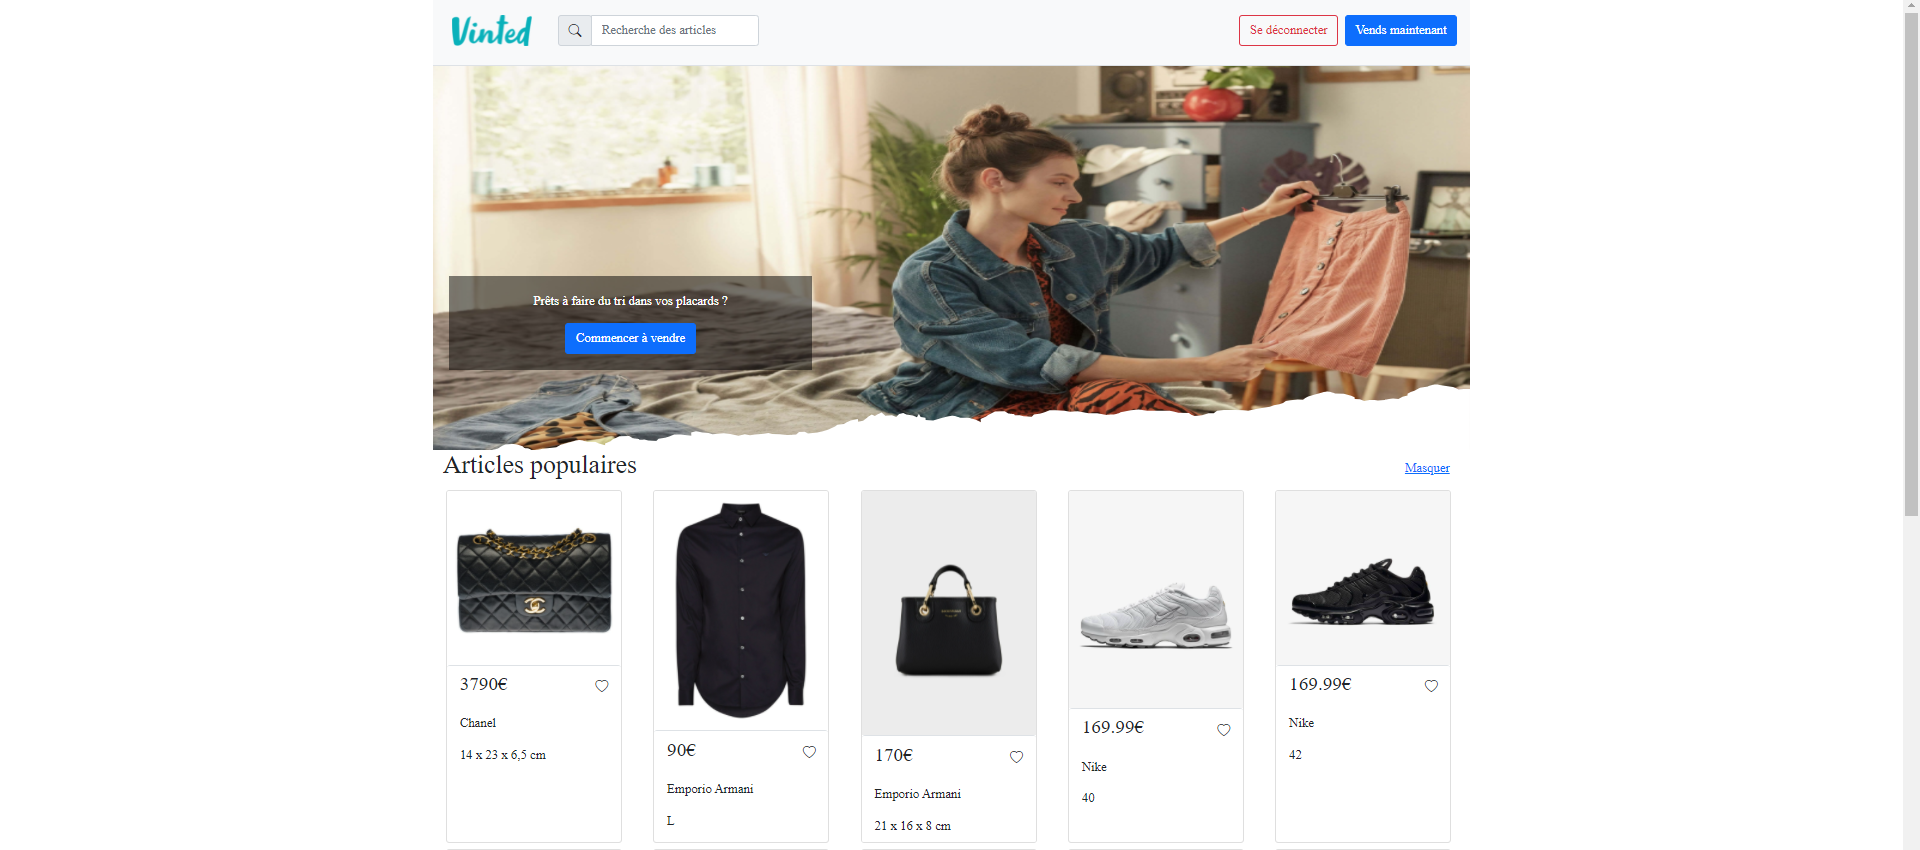 Vinted
Recherche des articles
Se déconnecter
Vends maintenant
Prêts à faire du tri dans vos placards ?
Commencer à vendre
Articles populaires
Masquer
3790€
Chanel
14 x 23 x 6,5 cm
90€
Emporio Armani
L
170€
Emporio Armani
21 x 16 x 8 cm
169.99€
Nike
40
169.99€
Nike
42